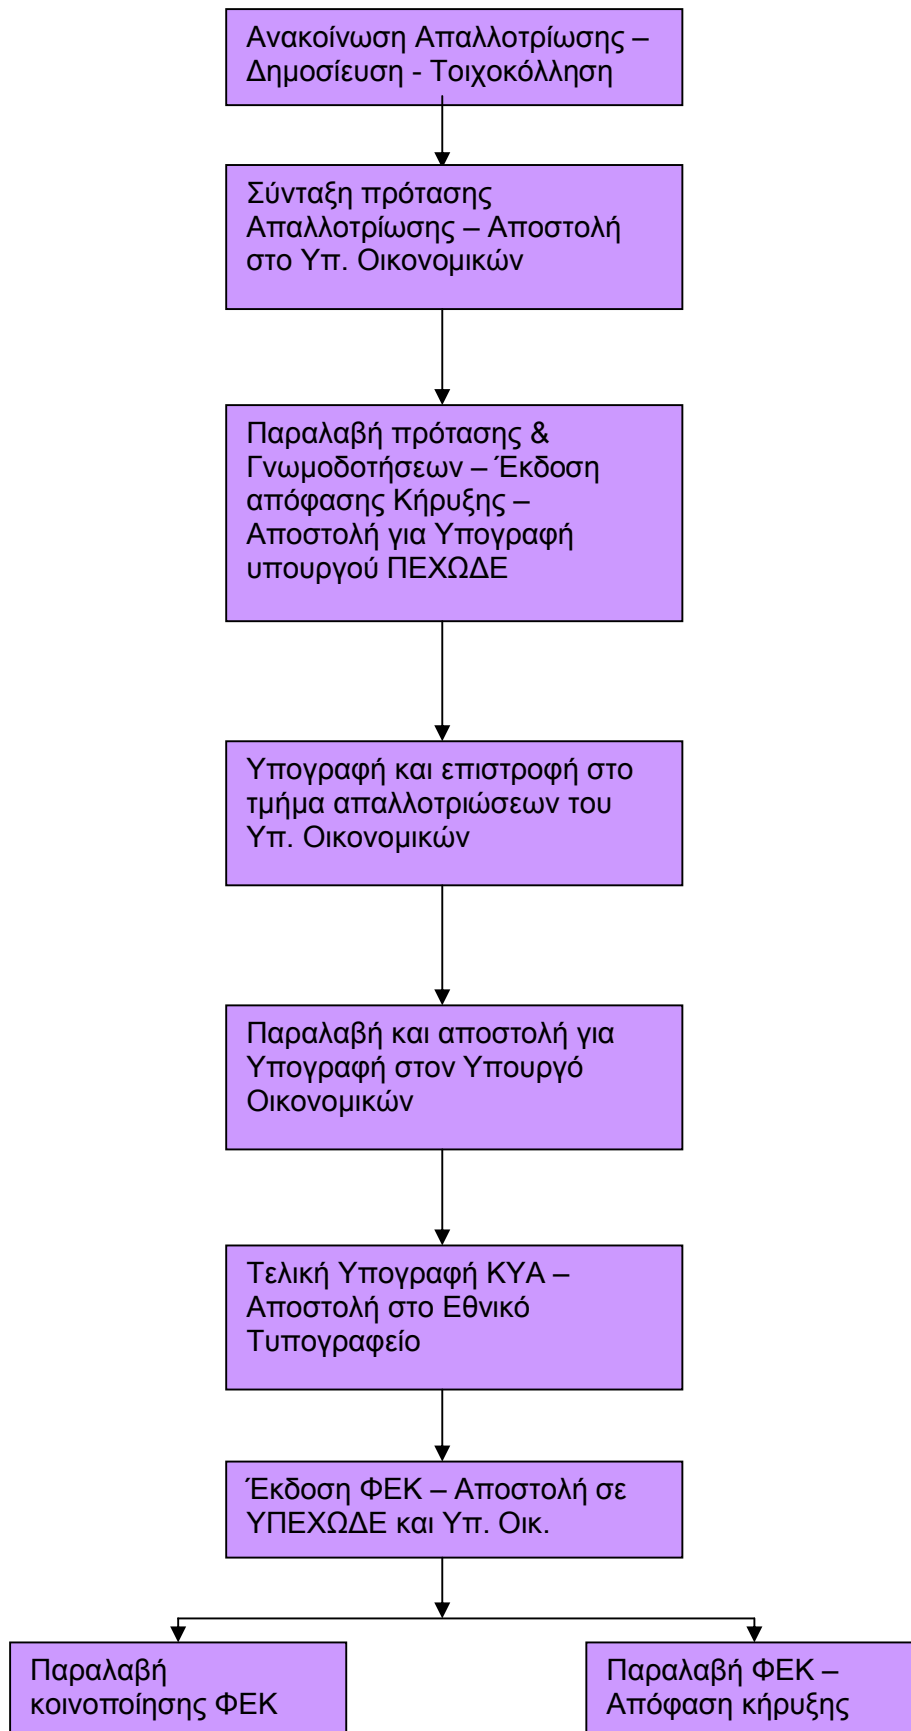 Ανακοίνωση Απαλλοτρίωσης –
Δημοσίευση - Τοιχοκόλληση
Σύνταξη πρότασης
Απαλλοτρίωσης – Αποστολή
στο Υπ. Οικονομικών
Παραλαβή πρότασης &
Γνωμοδοτήσεων – Έκδοση
απόφασης Κήρυξης –
Αποστολή για Υπογραφή
υπουργού ΠΕΧΩΔΕ
Υπογραφή και επιστροφή στο
τμήμα απαλλοτριώσεων του
Υπ. Οικονομικών
Παραλαβή και αποστολή για
Υπογραφή στον Υπουργό
Οικονομικών
Τελική Υπογραφή ΚΥΑ –
Αποστολή στο Εθνικό
Τυπογραφείο
Έκδοση ΦΕΚ – Αποστολή σε
ΥΠΕΧΩΔΕ και Υπ. Οικ.
Παραλαβή
κοινοποίησης ΦΕΚ
Παραλαβή ΦΕΚ –
Απόφαση κήρυξης